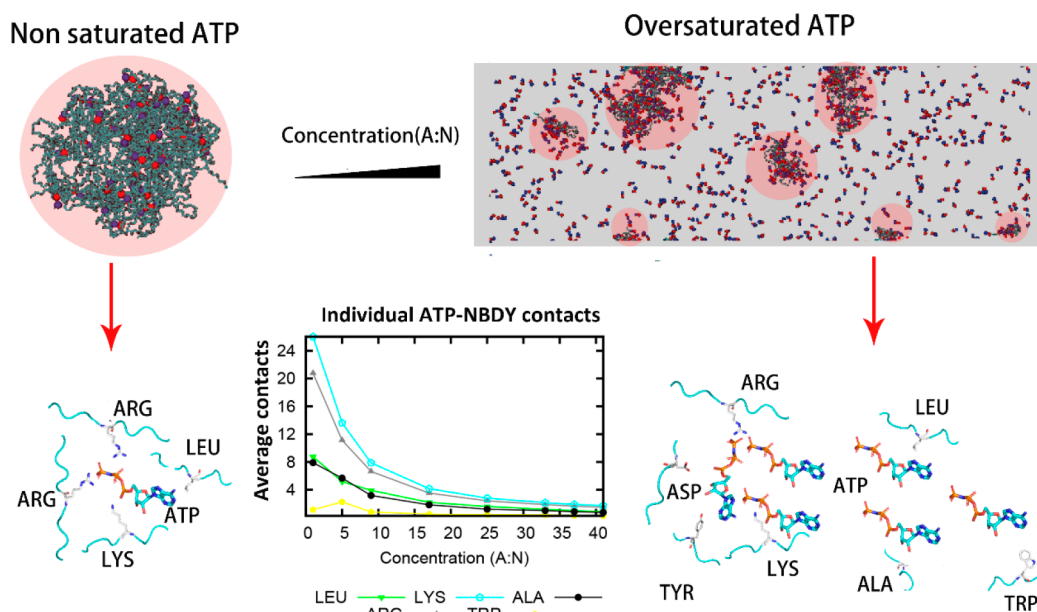 Non saturated ATP
Oversaturated ATP
Concentration(A:N)
Individual ATP-NBDY contacts
Average contacts
24
20
16
12
8
4
0 5 10 15 20 25 30 35 40
Concentration (A:N)
LEU LYS ALA
ARG TRP
ARG
LEU
ARG
ATP
LYS
ARG
LEU
ASP
ATP
TYR
LYS
ALA
TRP